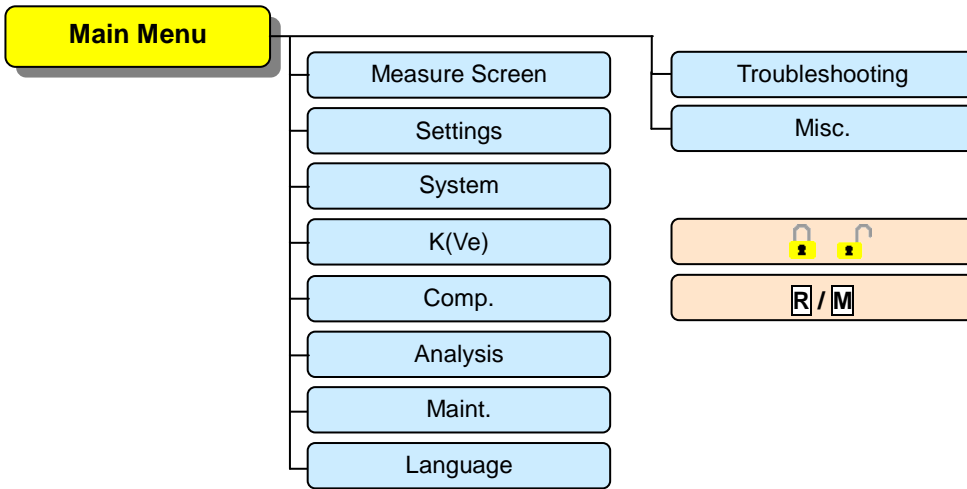 Main Menu
Measure Screen
Settings
System
K(Ve)
Comp.
Analysis
Maint.
Language
Troubleshooting
Misc.
R / M